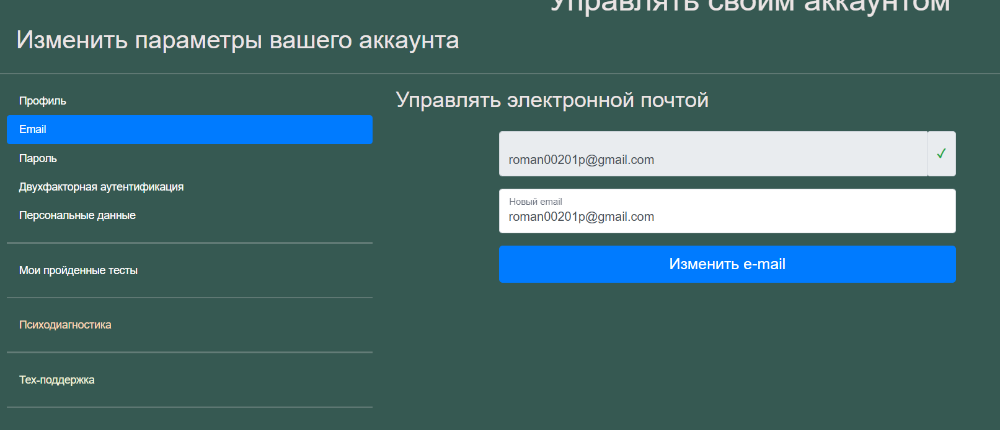 Управлять своим аккаунтом
Изменить параметры вашего аккаунта
Профиль
Email
Пароль
Двухфакторная аутентификация
Персональные данные
Мои пройденные тесты
Психодиагностика
Тех-поддержка
Управлять электронной почтой
roman00201p@gmail.com
Новый email
roman00201p@gmail.com
Изменить e-mail